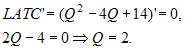 LATC' = (Q² − 4Q + 14)' = 0,
2Q − 4 = 0 ⇒ Q = 2.